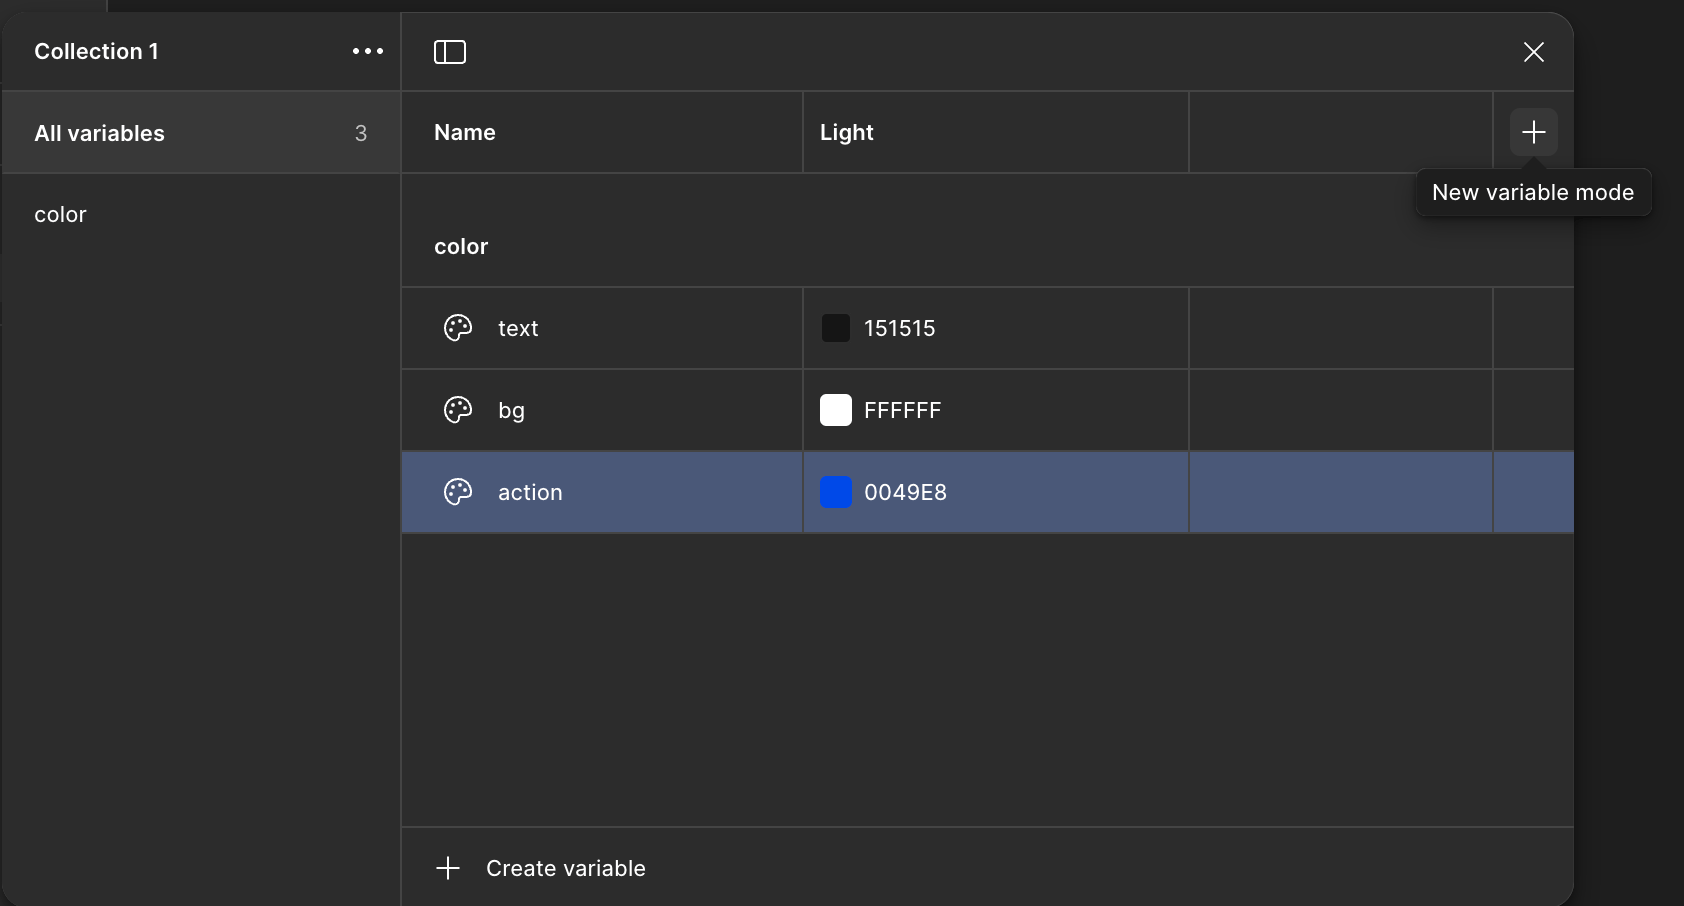 Collection 1
All variables 3
color
Name Light
New variable mode
color
text 151515
bg FFFFFF
action 0049E8
Create variable